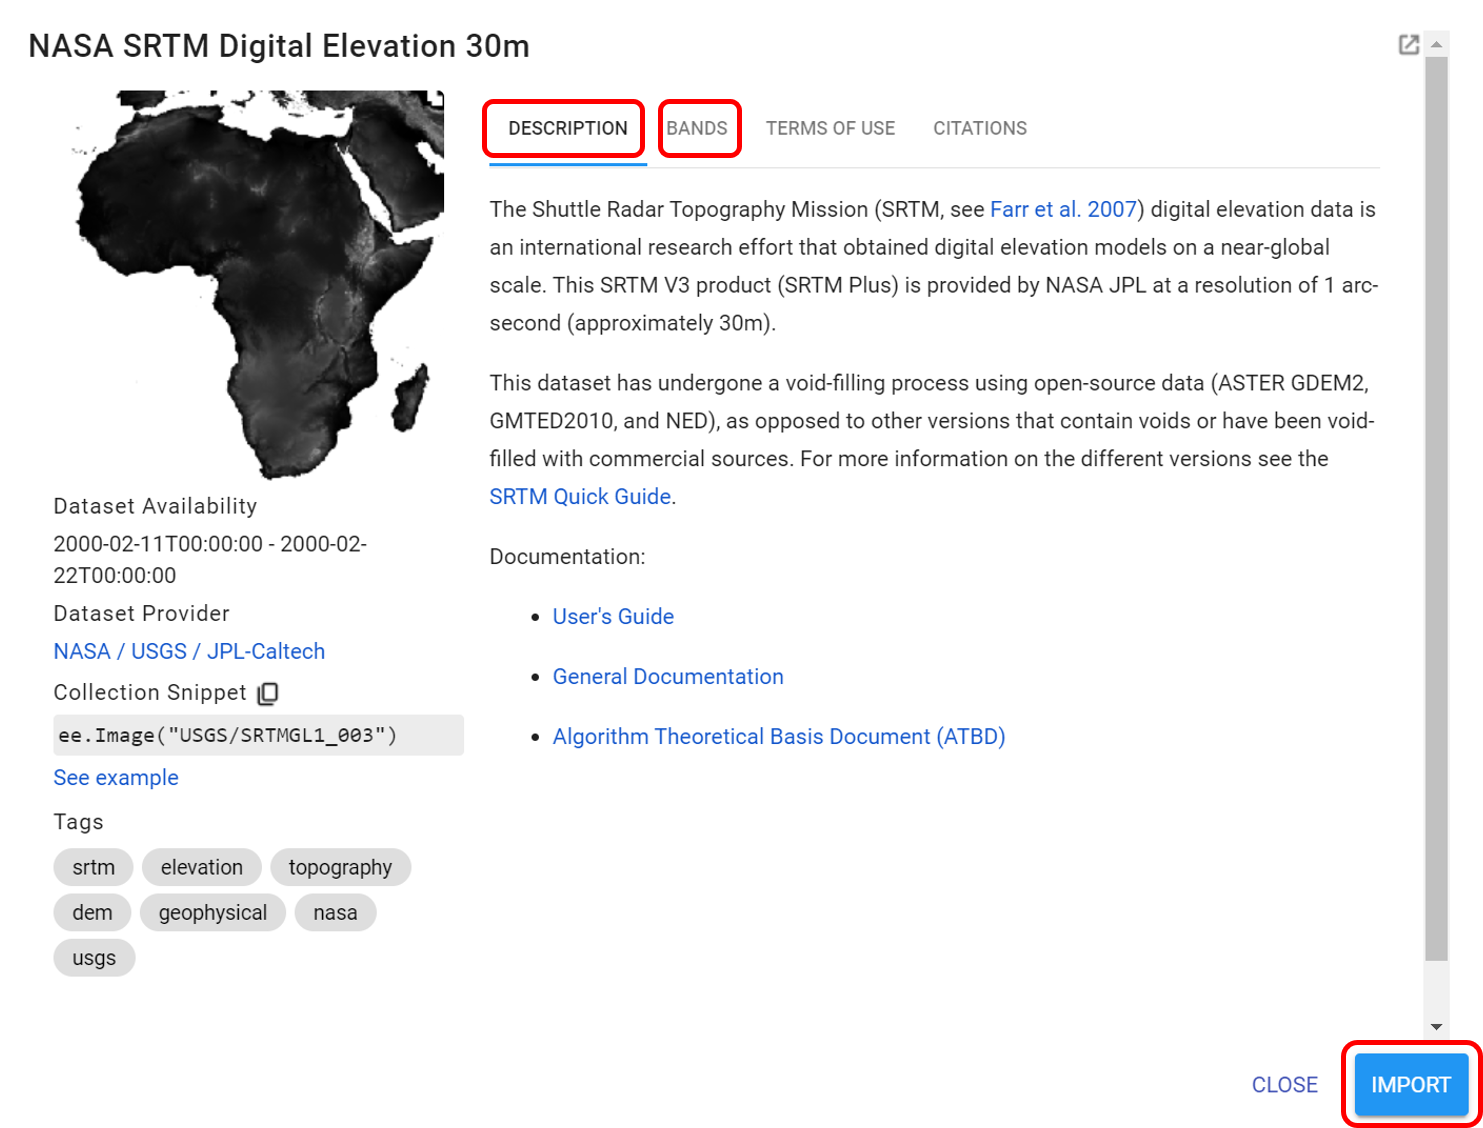 NASA SRTM Digital Elevation 30m
DESCRIPTION
BANDS
TERMS OF USE
CITATIONS
The Shuttle Radar Topography Mission (SRTM, see Farr et al. 2007) digital elevation data is
an international research effort that obtained digital elevation models on a near-global
scale. This SRTM V3 product (SRTM Plus) is provided by NASA JPL at a resolution of 1 arc-
second (approximately 30m).
This dataset has undergone a void-filling process using open-source data (ASTER GDEM2,
GMTED2010, and NED), as opposed to other versions that contain voids or have been void-
filled with commercial sources. For more information on the different versions see the
SRTM Quick Guide.
Documentation:
• User's Guide
• General Documentation
• Algorithm Theoretical Basis Document (ATBD)
Dataset Availability
2000-02-11T00:00:00 - 2000-02-
22T00:00:00
Dataset Provider
NASA / USGS / JPL-Caltech
Collection Snippet
ee.Image("USGS/SRTMGL1_003")
See example
Tags
srtm
elevation
topography
dem
geophysical
nasa
usgs
CLOSE
IMPORT